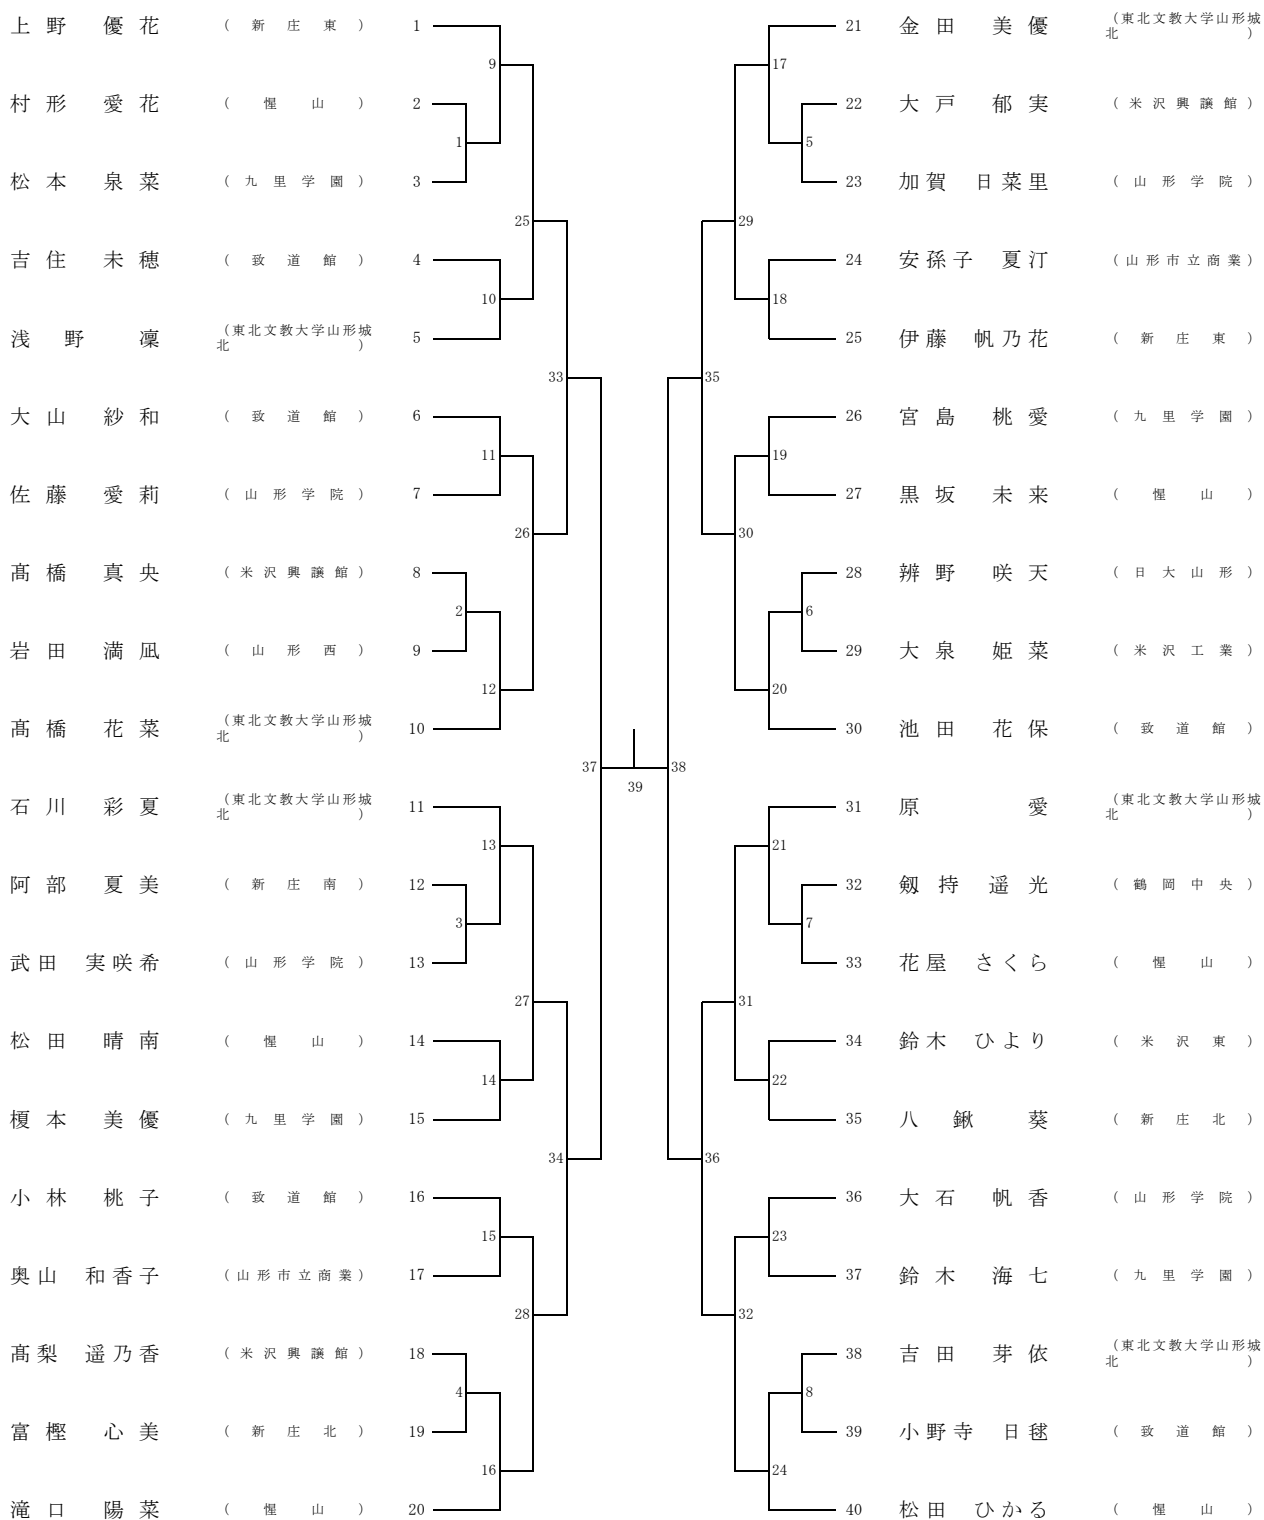 上野 優花 (新庄東) 1
村形 愛花 (惺山) 2
松本 泉菜 (九里学園) 3
吉住 未穂 (致道館) 4
浅野 凜 (東北文教大学山形城北) 5
大山 紗和 (致道館) 6
佐藤 愛莉 (山形学院) 7
髙橋 真央 (米沢興譲館) 8
岩田 満凪 (山形西) 9
髙橋 花菜 (東北文教大学山形城北) 10
石川 彩夏 (東北文教大学山形城北) 11
阿部 夏美 (新庄南) 12
武田 実咲希 (山形学院) 13
松田 晴南 (惺山) 14
榎本 美優 (九里学園) 15
小林 桃子 (致道館) 16
奥山 和香子 (山形市立商業) 17
髙梨 遥乃香 (米沢興譲館) 18
富樫 心美 (新庄北) 19
滝口 陽菜 (惺山) 20
9
1
25
10
33
11
26
2
12
37
13
3
27
14
34
15
28
4
16
39
38
17
5
29
18
35
19
30
6
20
21
7
31
22
36
23
32
8
24
21 金田 美優 (東北文教大学山形城北)
22 大戸 郁実 (米沢興譲館)
23 加賀 日菜里 (山形学院)
24 安孫子 夏汀 (山形市立商業)
25 伊藤 帆乃花 (新庄東)
26 宮島 桃愛 (九里学園)
27 黒坂 未来 (惺山)
28 辨野 咲天 (日大山形)
29 大泉 姫菜 (米沢工業)
30 池田 花保 (致道館)
31 原 愛 (東北文教大学山形城北)
32 剱持 遥光 (鶴岡中央)
33 花屋 さくら (惺山)
34 鈴木 ひより (米沢東)
35 八鍬 葵 (新庄北)
36 大石 帆香 (山形学院)
37 鈴木 海七 (九里学園)
38 吉田 芽依 (東北文教大学山形城北)
39 小野寺 日毬 (致道館)
40 松田 ひかる (惺山)